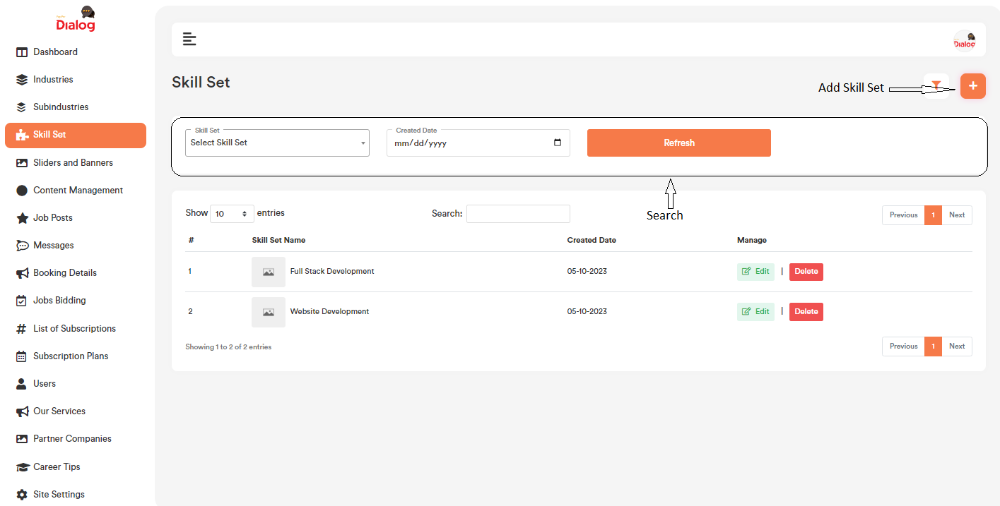 Dialog
Dashboard
Industries
Subindustries
Skill Set
Sliders and Banners
Content Management
Job Posts
Messages
Booking Details
Jobs Bidding
List of Subscriptions
Subscription Plans
Users
Our Services
Partner Companies
Career Tips
Site Settings
Dialog
Skill Set
Add Skill Set
Skill Set
Select Skill Set
Created Date
mm/dd/yyyy
Refresh
Search
Show 10 entries
Search:
Previous 1 Next
# Skill Set Name Created Date Manage
1 Full Stack Development 05-10-2023 Edit | Delete
2 Website Development 05-10-2023 Edit | Delete
Showing 1 to 2 of 2 entries
Previous 1 Next